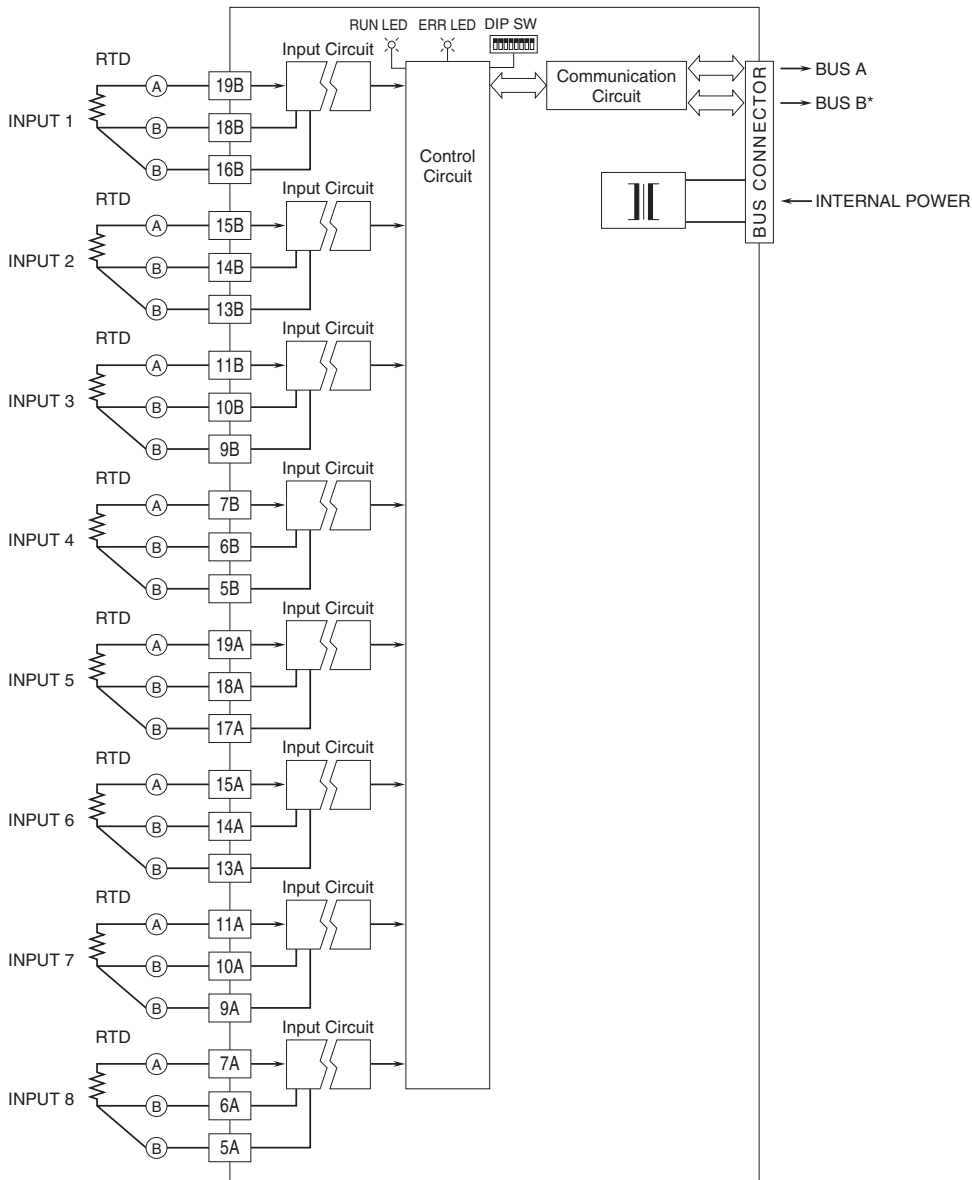 RUN LED ERR LED DIP SW
Input Circuit
RTD
INPUT 1
A 19B
B 18B
B 16B
Communication Circuit
BUS CONNECTOR
BUS A
BUS B*
INTERNAL POWER
Control Circuit
Input Circuit
RTD
INPUT 2
A 15B
B 14B
B 13B
Input Circuit
RTD
INPUT 3
A 11B
B 10B
B 9B
Input Circuit
RTD
INPUT 4
A 7B
B 6B
B 5B
Input Circuit
RTD
INPUT 5
A 19A
B 18A
B 17A
Input Circuit
RTD
INPUT 6
A 15A
B 14A
B 13A
Input Circuit
RTD
INPUT 7
A 11A
B 10A
B 9A
Input Circuit
RTD
INPUT 8
A 7A
B 6A
B 5A